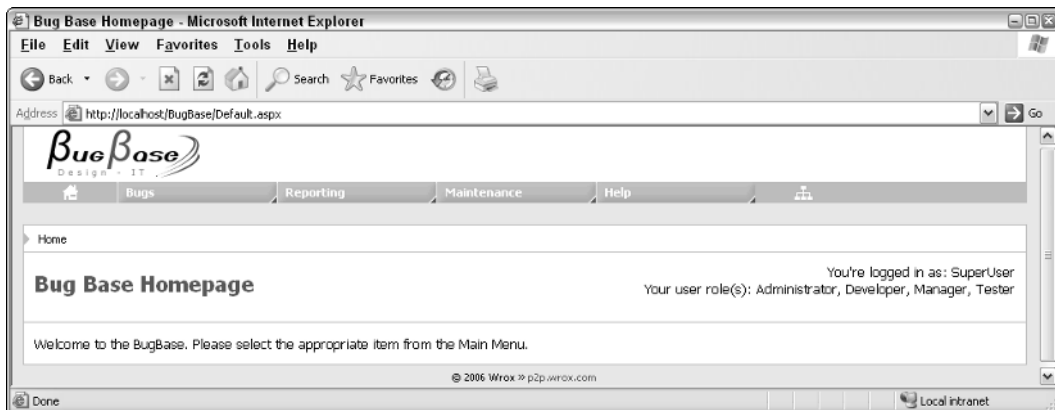 Bug Base Homepage - Microsoft Internet Explorer
File Edit View Favorites Tools Help
Back Search Favorites
Address http://localhost/BugBase/Default.aspx Go
βugβase
Design - IT
Bugs Reporting Maintenance Help
Home
Bug Base Homepage
You're logged in as: SuperUser
Your user role(s): Administrator, Developer, Manager, Tester
Welcome to the BugBase. Please select the appropriate item from the Main Menu.
© 2006 Wrox » p2p.wrox.com
Done Local intranet